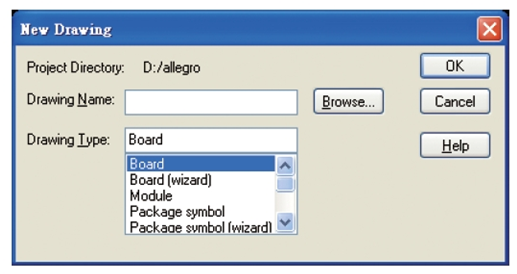 New Drawing
Project Directory: D:/allegro
OK
Drawing Name:
Browse...
Cancel
Drawing Type: Board
Help
Board
Board (wizard)
Module
Package symbol
Package symbol (wizard)